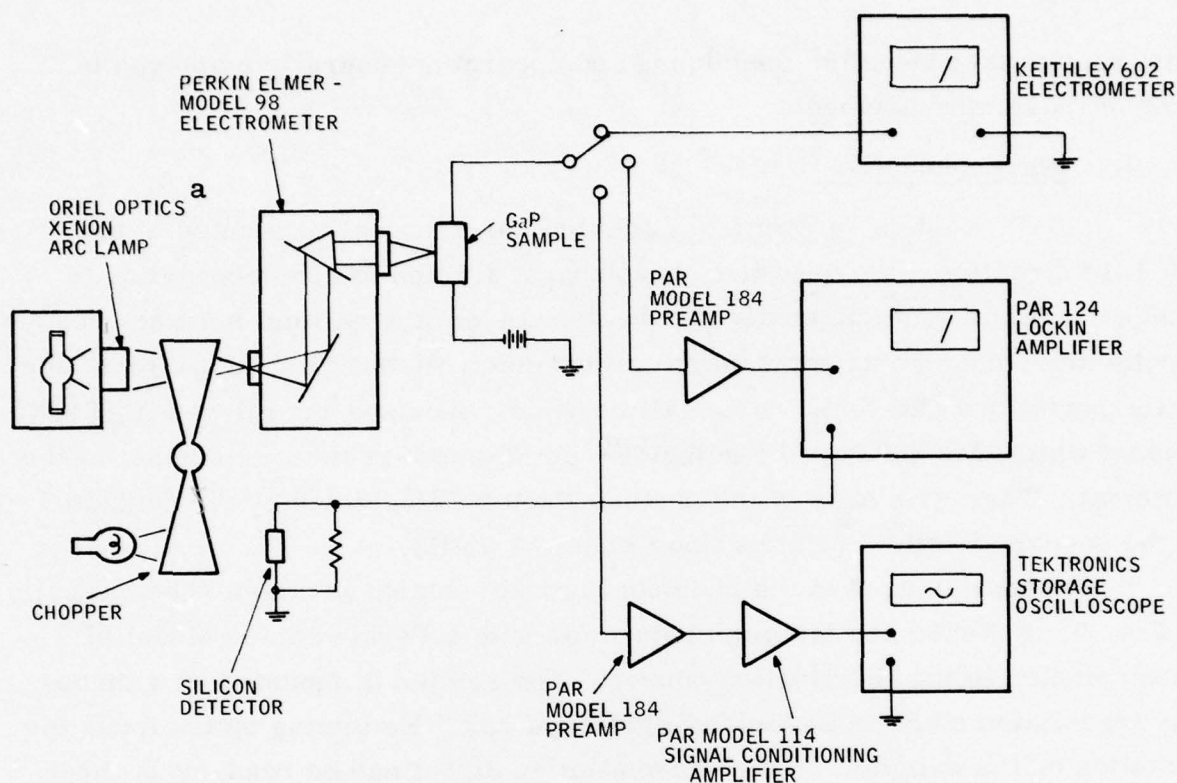 PERKIN ELMER -
MODEL 98
ELECTROMETER
KEITHLEY 602
ELECTROMETER
a
ORIEL OPTICS
XENON
ARC LAMP
GaP
SAMPLE
PAR
MODEL 184
PREAMP
PAR 124
LOCKIN
AMPLIFIER
CHOPPER
SILICON
DETECTOR
PAR
MODEL 184
PREAMP
PAR MODEL 114
SIGNAL CONDITIONING
AMPLIFIER
TEKTRONICS
STORAGE
OSCILLOSCOPE